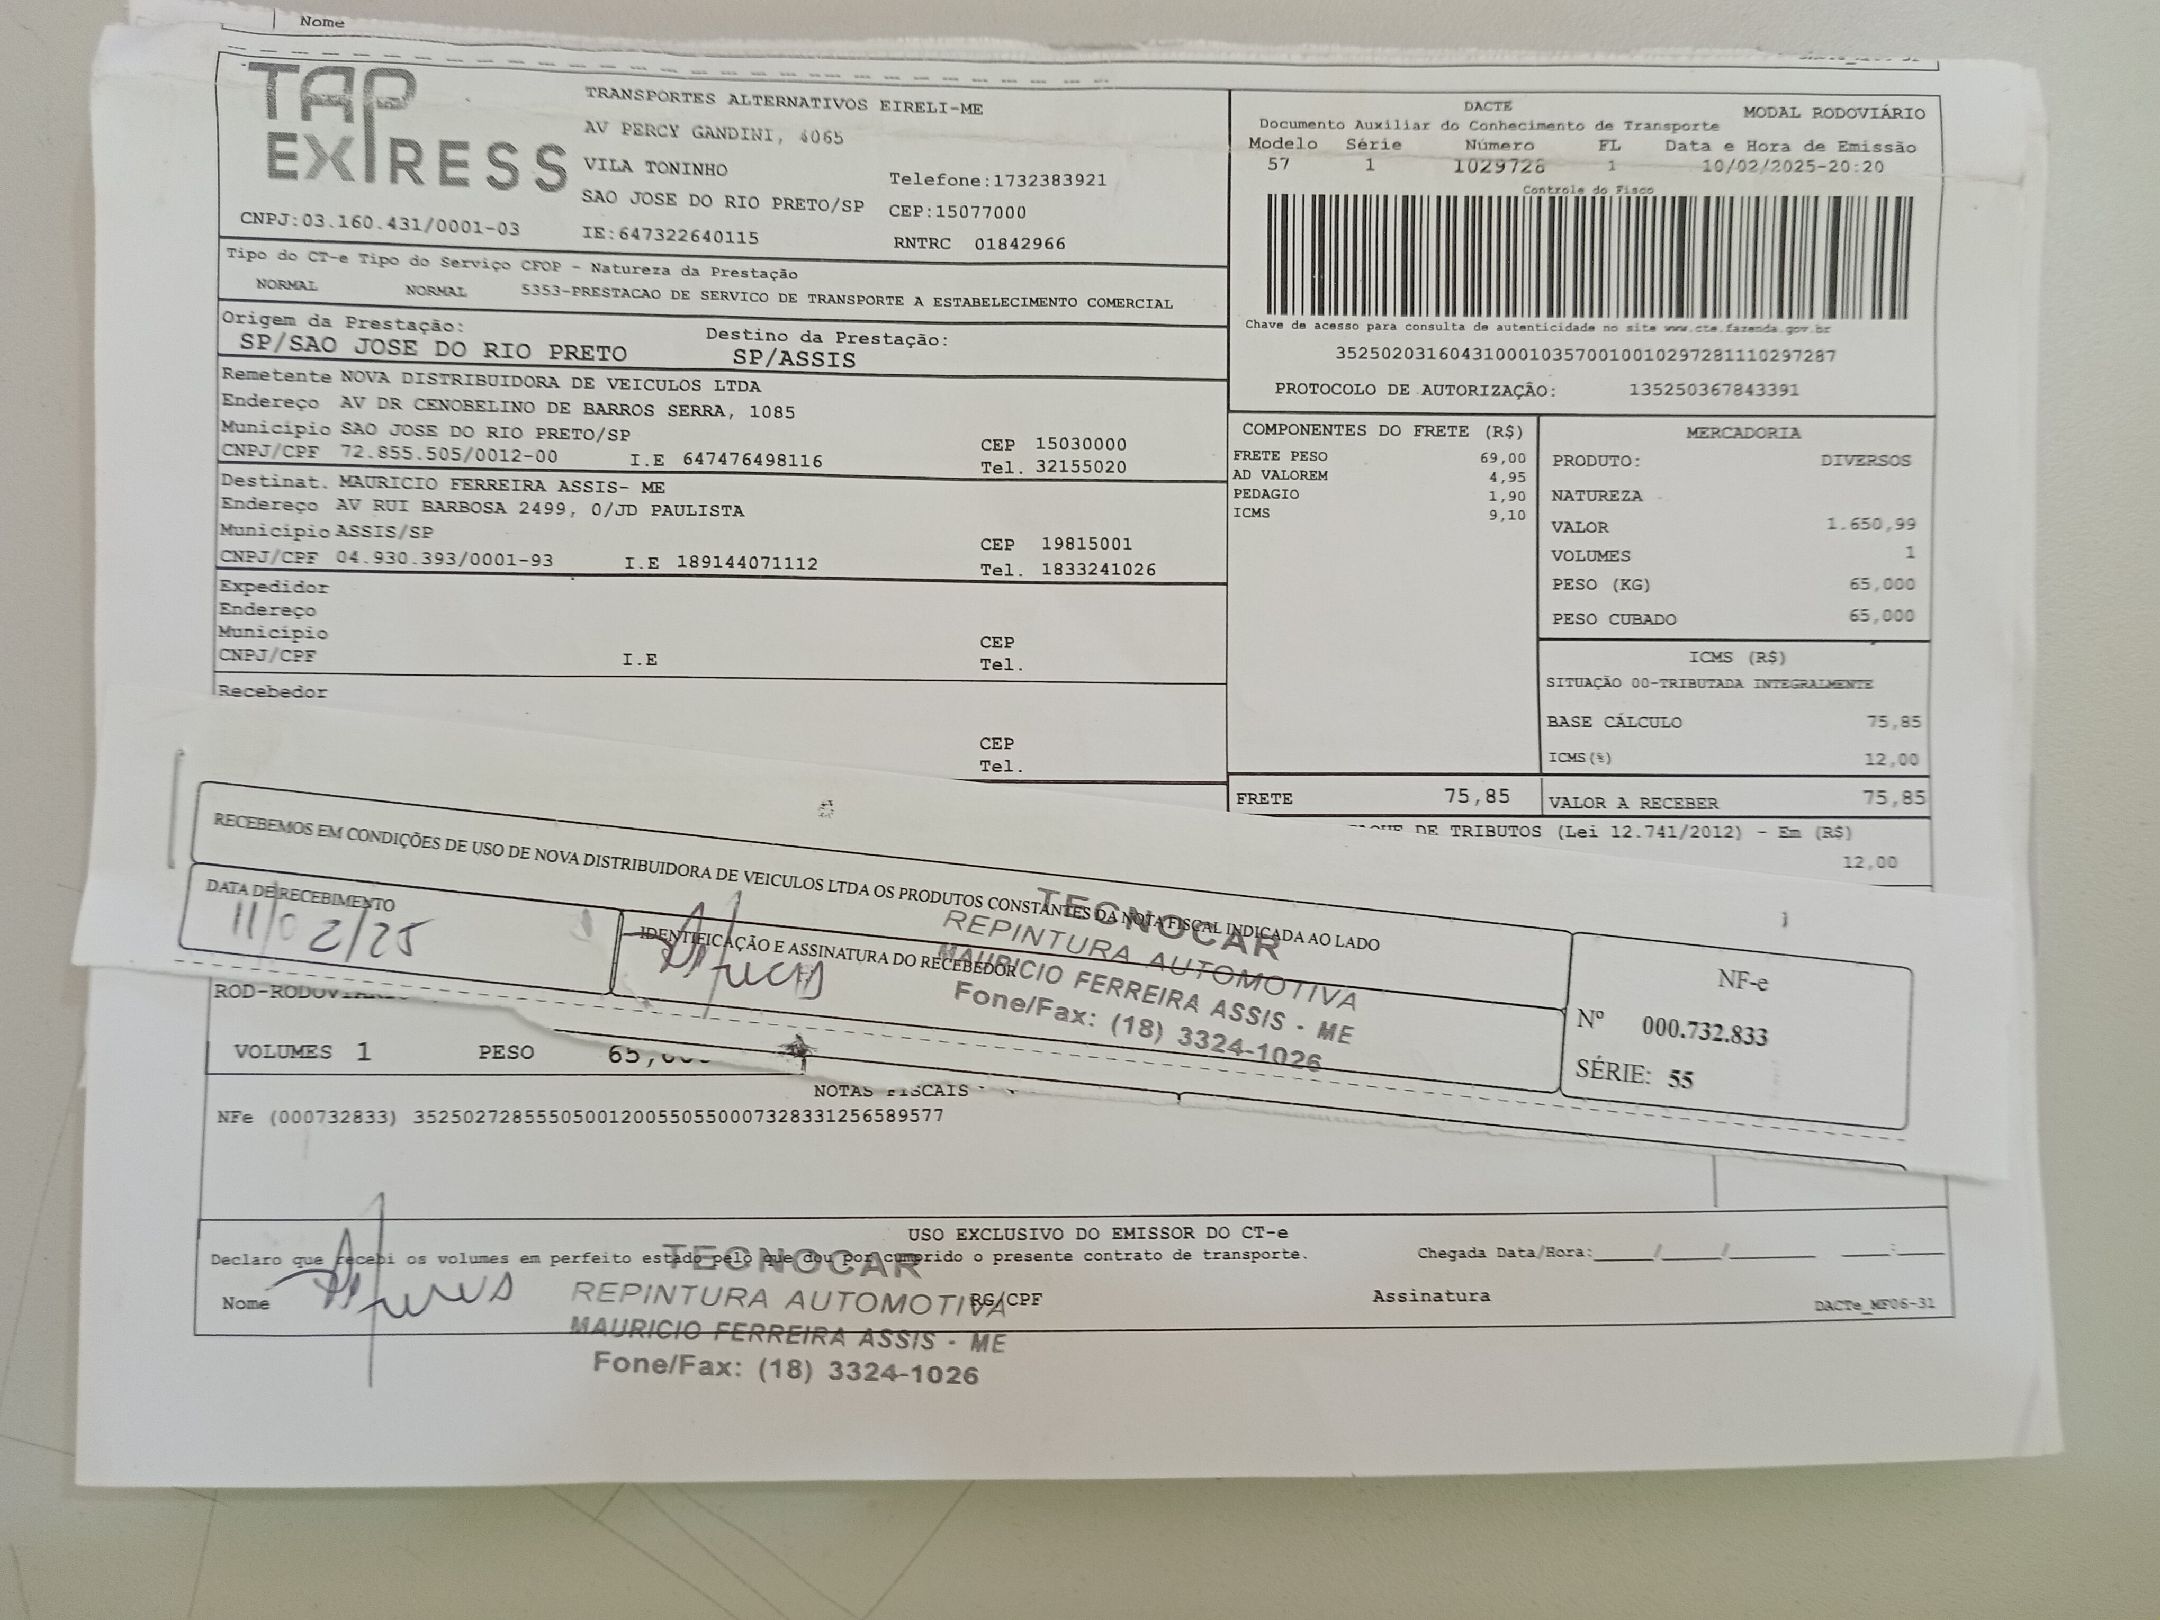 Nome
TAP EXPRESS
TRANSPORTES ALTERNATIVOS EIRELI-ME
AV PERCY GANDINI, 4065
VILA TONINHO
Telefone:1732383921
SAO JOSE DO RIO PRETO/SP CEP:15077000
CNPJ:03.160.431/0001-03 IE:647322640115 RNTRC 01842966
DACTE MODAL RODOVIÁRIO
Documento Auxiliar do Conhecimento de Transporte
Modelo Série Número FL Data e Hora de Emissão
57 1 1029728 1 10/02/2025-20:20
Controle do Fisco
Chave de acesso para consulta de autenticidade no site www.cte.fazenda.gov.br
35250203160431000103570010010297281110297287
PROTOCOLO DE AUTORIZAÇÃO: 135250367843391
Tipo do CT-e Tipo do Serviço CFOP - Natureza da Prestação
NORMAL NORMAL 5353-PRESTACAO DE SERVICO DE TRANSPORTE A ESTABELECIMENTO COMERCIAL
Origem da Prestação: Destino da Prestação:
SP/SAO JOSE DO RIO PRETO SP/ASSIS
Remetente NOVA DISTRIBUIDORA DE VEICULOS LTDA
Endereço AV DR CENOBELINO DE BARROS SERRA, 1085
Município SAO JOSE DO RIO PRETO/SP CEP 15030000
CNPJ/CPF 72.855.505/0012-00 I.E 647476498116 Tel. 32155020
Destinat. MAURICIO FERREIRA ASSIS- ME
Endereço AV RUI BARBOSA 2499, 0/JD PAULISTA
Município ASSIS/SP CEP 19815001
CNPJ/CPF 04.930.393/0001-93 I.E 189144071112 Tel. 1833241026
Expedidor
Endereço
Município CEP
CNPJ/CPF I.E Tel.
Recebedor
CEP
Tel.
COMPONENTES DO FRETE (R$)
FRETE PESO 69,00
AD VALOREM 4,95
PEDAGIO 1,90
ICMS 9,10
MERCADORIA
PRODUTO: DIVERSOS
NATUREZA
VALOR 1.650,99
VOLUMES 1
PESO (KG) 65,000
PESO CUBADO 65,000
ICMS (R$)
SITUAÇÃO 00-TRIBUTADA INTEGRALMENTE
BASE CÁLCULO 75,85
ICMS(%) 12,00
FRETE 75,85 VALOR A RECEBER 75,85
DE TRIBUTOS (Lei 12.741/2012) - Em (R$)
12,00
RECEBEMOS EM CONDIÇÕES DE USO DE NOVA DISTRIBUIDORA DE VEICULOS LTDA OS PRODUTOS CONSTANTES DA NOTA FISCAL INDICADA AO LADO
DATA DE RECEBIMENTO
11/02/25
IDENTIFICAÇÃO E ASSINATURA DO RECEBEDOR
TECNOCAR
REPINTURA AUTOMOTIVA
MAURICIO FERREIRA ASSIS - ME
Fone/Fax: (18) 3324-1026
NF-e
Nº 000.732.833
SÉRIE: 55
VOLUMES 1 PESO
NOTAS FISCAIS
NFe (000732833) 35250272855505001200550550007328331256589577
USO EXCLUSIVO DO EMISSOR DO CT-e
Declaro que recebi os volumes em perfeito estado pelo que dou por cumprido o presente contrato de transporte. Chegada Data/Hora:
Nome RG/CPF Assinatura
DACTe_MF06-31
TECNOCAR
REPINTURA AUTOMOTIVA
MAURICIO FERREIRA ASSIS - ME
Fone/Fax: (18) 3324-1026